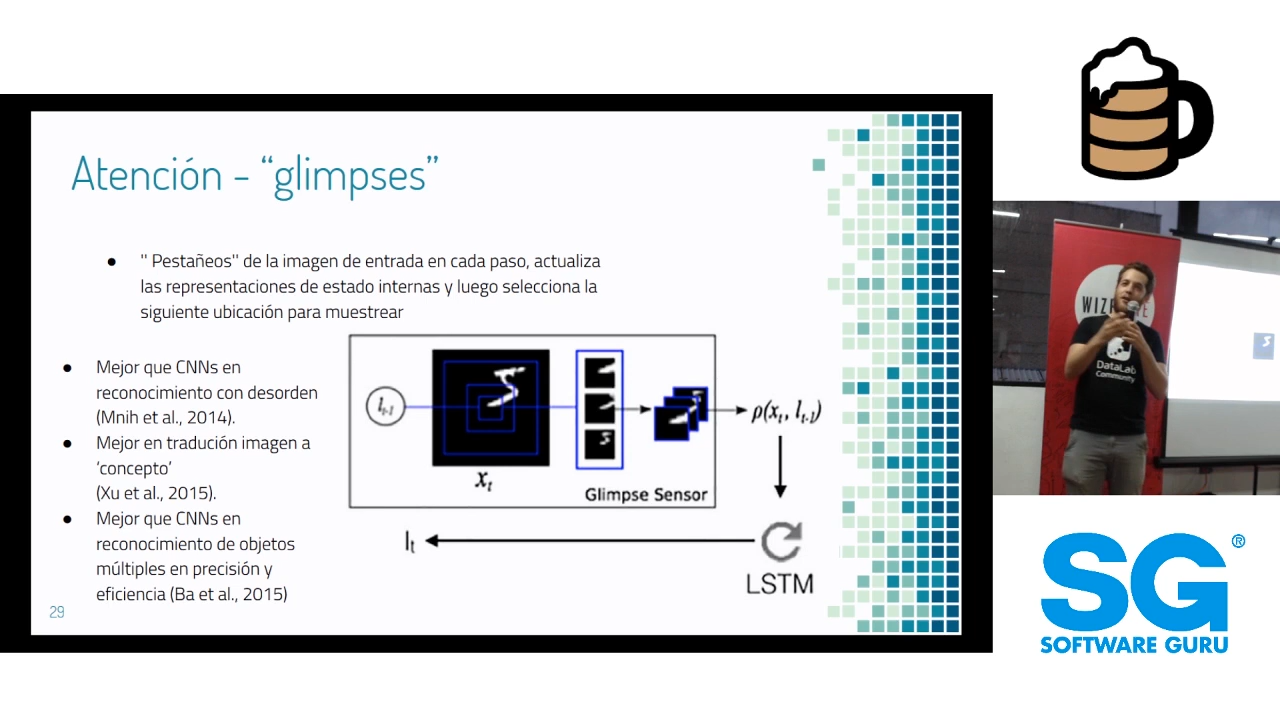 Atención - “glimpses”
● " Pestañeos" de la imagen de entrada en cada paso, actualiza
las representaciones de estado internas y luego selecciona la
siguiente ubicación para muestrear
● Mejor que CNNs en
reconocimiento con desorden
(Mnih et al., 2014).
● Mejor en tradución imagen a
‘concepto’
(Xu et al., 2015).
● Mejor que CNNs en
reconocimiento de objetos
múltiples en precisión y
eficiencia (Ba et al., 2015)
29
lt-1
xt
Glimpse Sensor
ρ(xt, lt-1)
lt
LSTM
DataLab
Community
SG®
SOFTWARE GURU